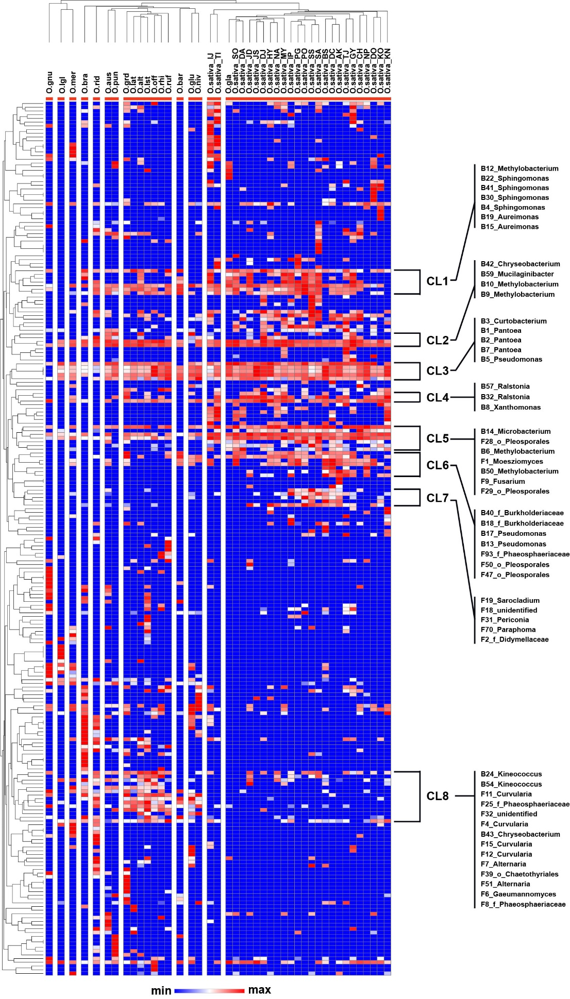 O.gnu
O.lgl
O.mer
O.bra
O.rid
O.aus
O.pun
O.grd
O.lat
O.alt
O.lst
O.off
O.rhi
O.ruf
O.bar
O.glu
O.niv
O.sativa_IJ
O.sativa_TI
O.gla
O.sativa_SO
O.sativa_DA
O.sativa_JD
O.sativa_JS
O.sativa_DJ
O.sativa_HY
O.sativa_NA
O.sativa_MY
O.sativa_IP
O.sativa_PG
O.sativa_PO
O.sativa_SS
O.sativa_SA
O.sativa_BS
O.sativa_DC
O.sativa_AK
O.sativa_TJ
O.sativa_GY
O.sativa_CH
O.sativa_NP
O.sativa_DO
O.sativa_KO
O.sativa_KN
CL1
B12_Methylobacterium
B22_Sphingomonas
B41_Sphingomonas
B30_Sphingomonas
B4_Sphingomonas
B19_Aureimonas
B15_Aureimonas
CL2
B42_Chryseobacterium
B59_Mucilaginibacter
B10_Methylobacterium
B9_Methylobacterium
CL3
B3_Curtobacterium
B1_Pantoea
B2_Pantoea
B7_Pantoea
B5_Pseudomonas
CL4
B57_Ralstonia
B32_Ralstonia
B8_Xanthomonas
CL5
B14_Microbacterium
F28_o_Pleosporales
B6_Methylobacterium
F1_Moesziomyces
B50_Methylobacterium
F9_Fusarium
F29_o_Pleosporales
CL6
B40_f_Burkholderiaceae
B18_f_Burkholderiaceae
B17_Pseudomonas
B13_Pseudomonas
F93_f_Phaeosphaeriaceae
F50_o_Pleosporales
F47_o_Pleosporales
CL7
F19_Sarocladium
F18_unidentified
F31_Periconia
F70_Paraphoma
F2_f_Didymellaceae
CL8
B24_Kineococcus
B54_Kineococcus
F11_Curvularia
F25_f_Phaeosphaeriaceae
F32_unidentified
F4_Curvularia
B43_Chryseobacterium
F15_Curvularia
F12_Curvularia
F7_Alternaria
F39_o_Chaetothyriales
F51_Alternaria
F6_Gaeumannomyces
F8_f_Phaeosphaeriaceae
min max